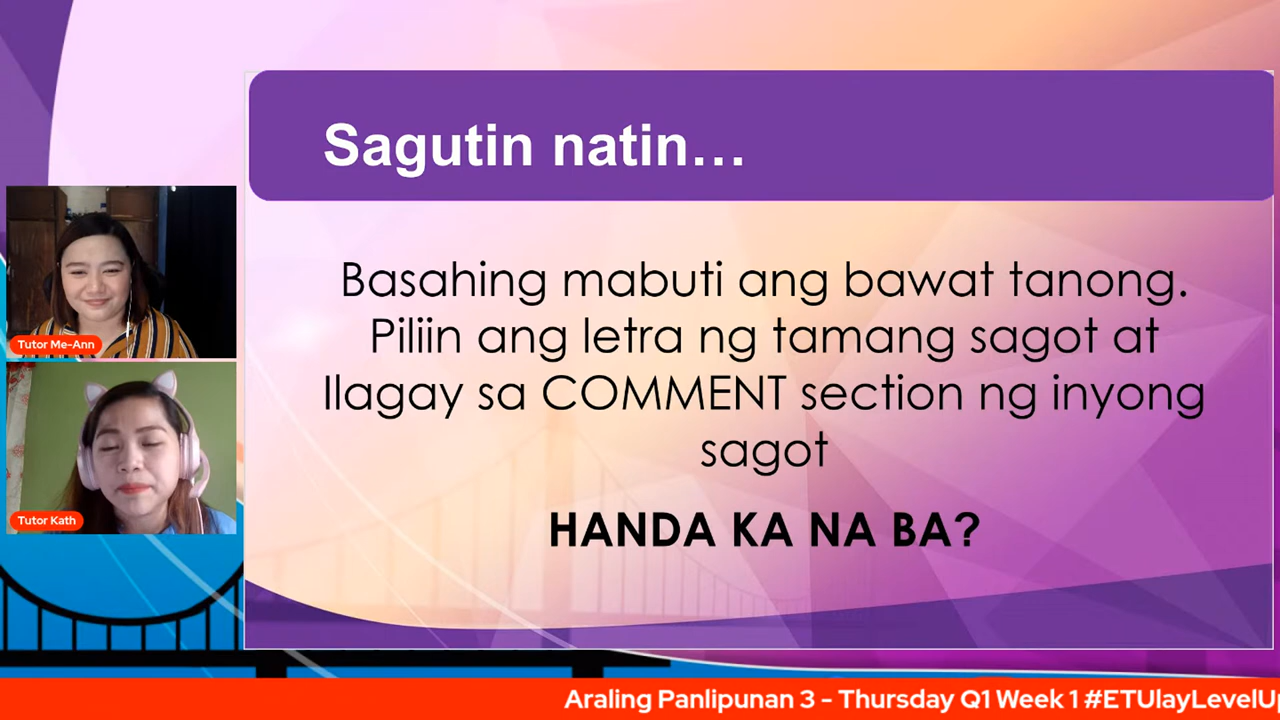 Sagutin natin...
Basahing mabuti ang bawat tanong.
Piliin ang letra ng tamang sagot at
Ilagay sa COMMENT section ng inyong
sagot
HANDA KA NA BA?
Tutor Me-Ann
Tutor Kath
Araling Panlipunan 3 - Thursday Q1 Week 1 #ETUlayLevelUp